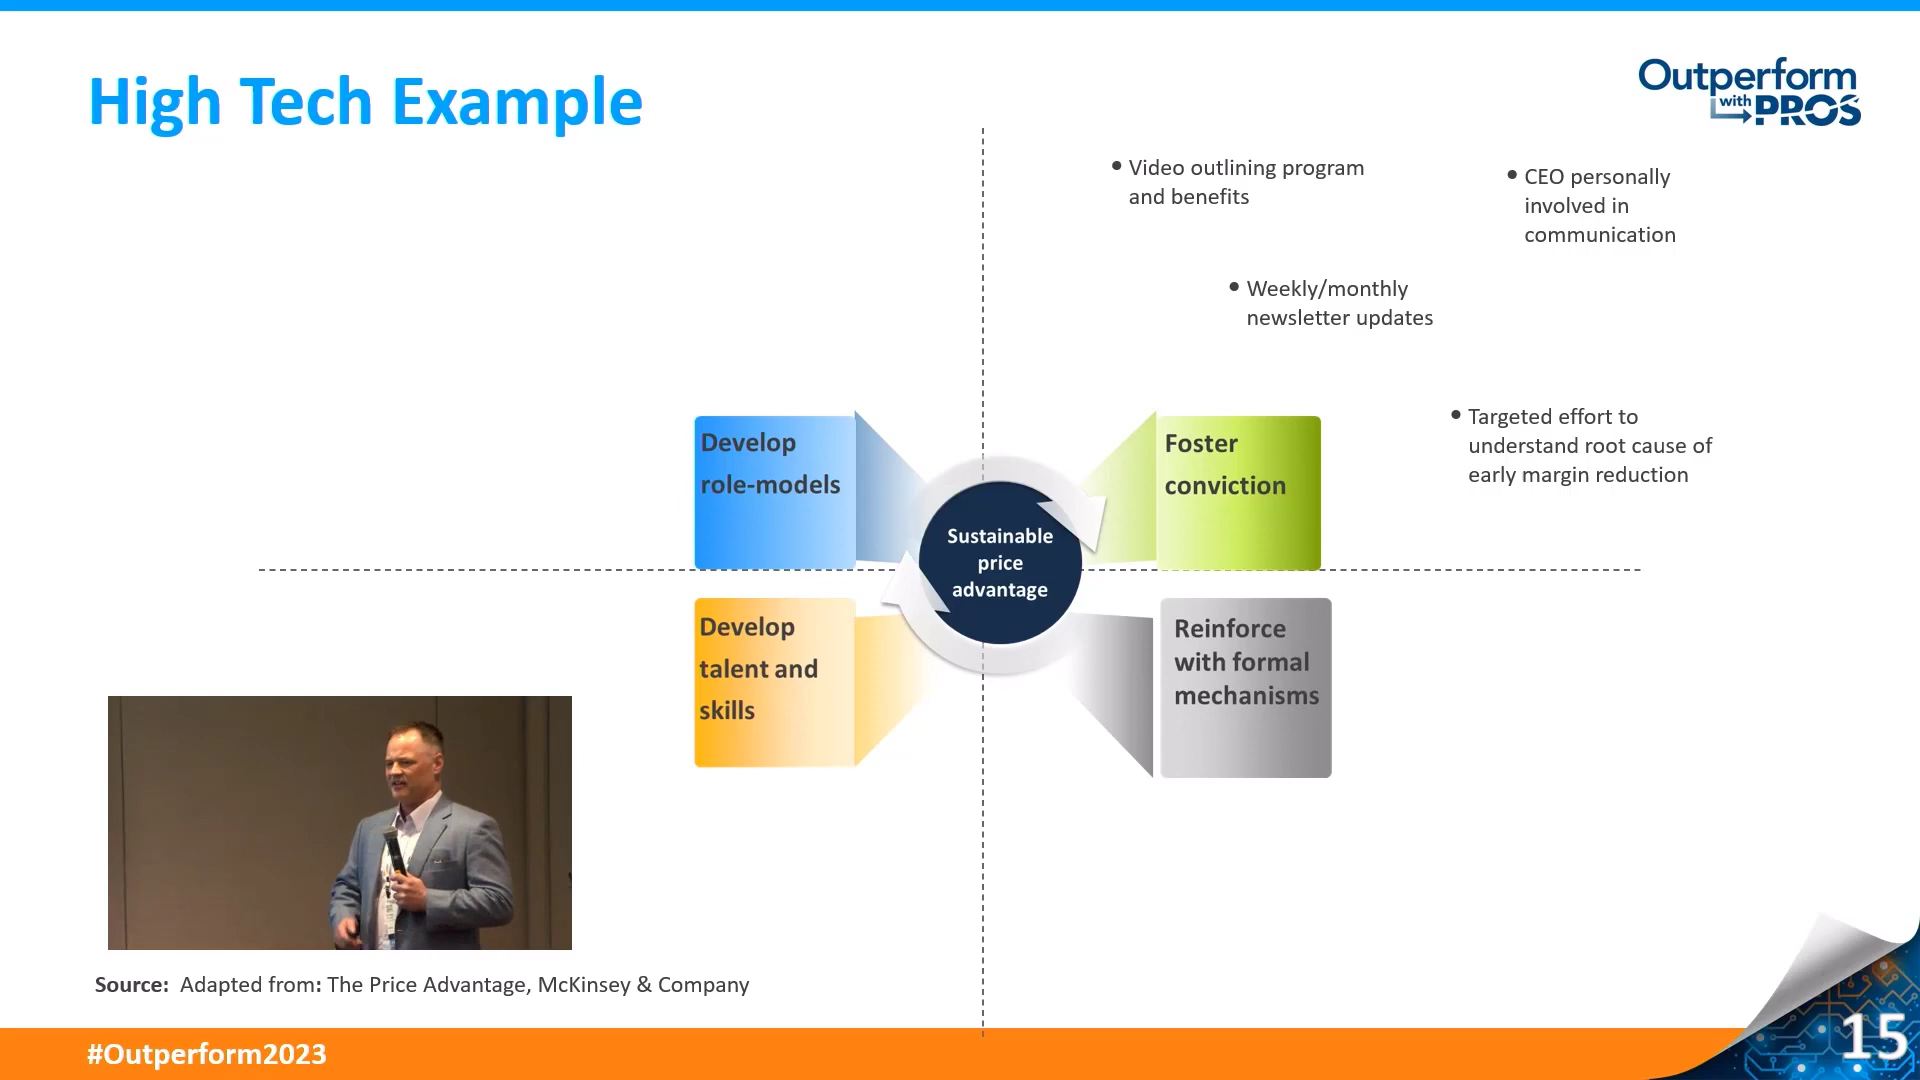 High Tech Example
Outperform
with PROS
• Video outlining program
and benefits
• CEO personally
involved in
communication
• Weekly/monthly
newsletter updates
• Targeted effort to
understand root cause of
early margin reduction
Develop
role-models
Foster
conviction
Sustainable
price
advantage
Develop
talent and
skills
Reinforce
with formal
mechanisms
Source: Adapted from: The Price Advantage, McKinsey & Company
#Outperform2023
15